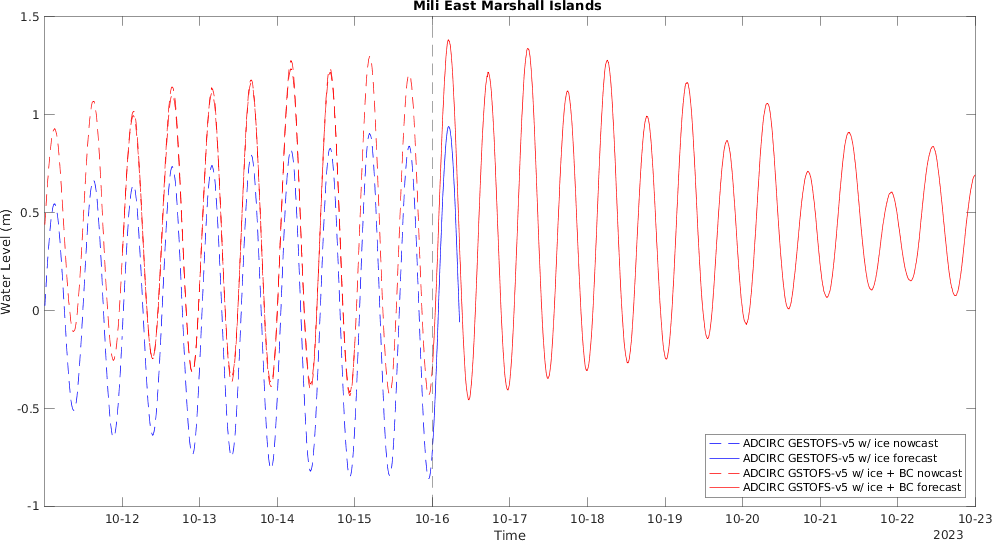 Mili East Marshall Islands
1.5
1
0.5
0
-0.5
-1
Water Level (m)
10-12 10-13 10-14 10-15 10-16 10-17 10-18 10-19 10-20 10-21 10-22 10-23
Time
2023
ADCIRC GESTOFS-v5 w/ ice nowcast
ADCIRC GESTOFS-v5 w/ ice forecast
ADCIRC GSTOFS-v5 w/ ice + BC nowcast
ADCIRC GSTOFS-v5 w/ ice + BC forecast